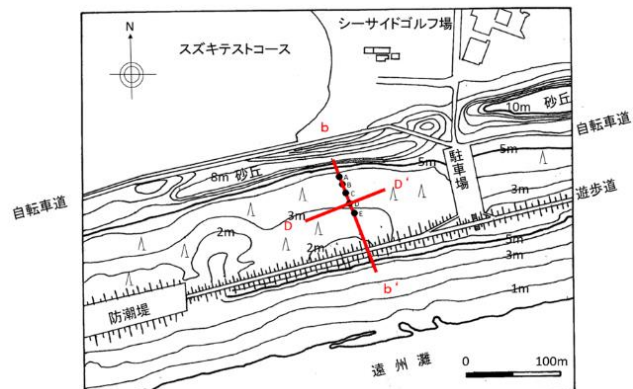 シーサイドゴルフ場
スズキテストコース
N
b
10m
砂丘
自転車道
8m
砂丘
5m
5m
駐車場
A
B
C
D
E
D'
3m
遊歩道
自転車道
3m
D
2m
2m
5m
3m
b'
1m
防潮堤
遠州灘
0
100m